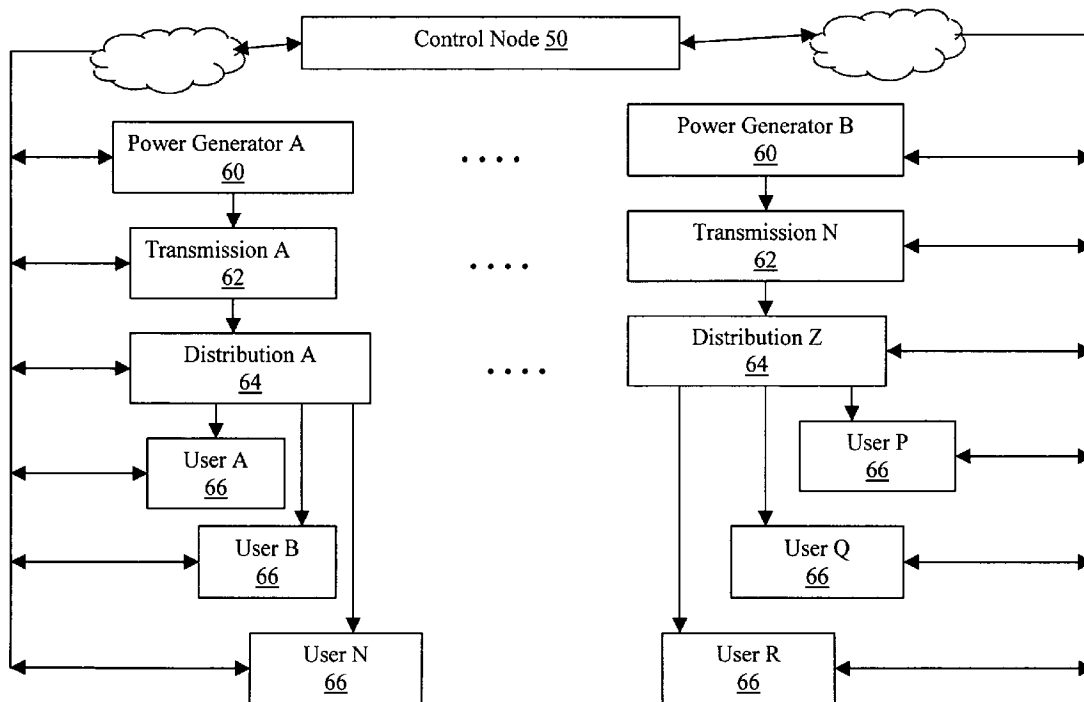 Control Node 50
Power Generator A
60
Power Generator B
60
Transmission A
62
Transmission N
62
Distribution A
64
Distribution Z
64
User A
66
User P
66
User B
66
User Q
66
User N
66
User R
66